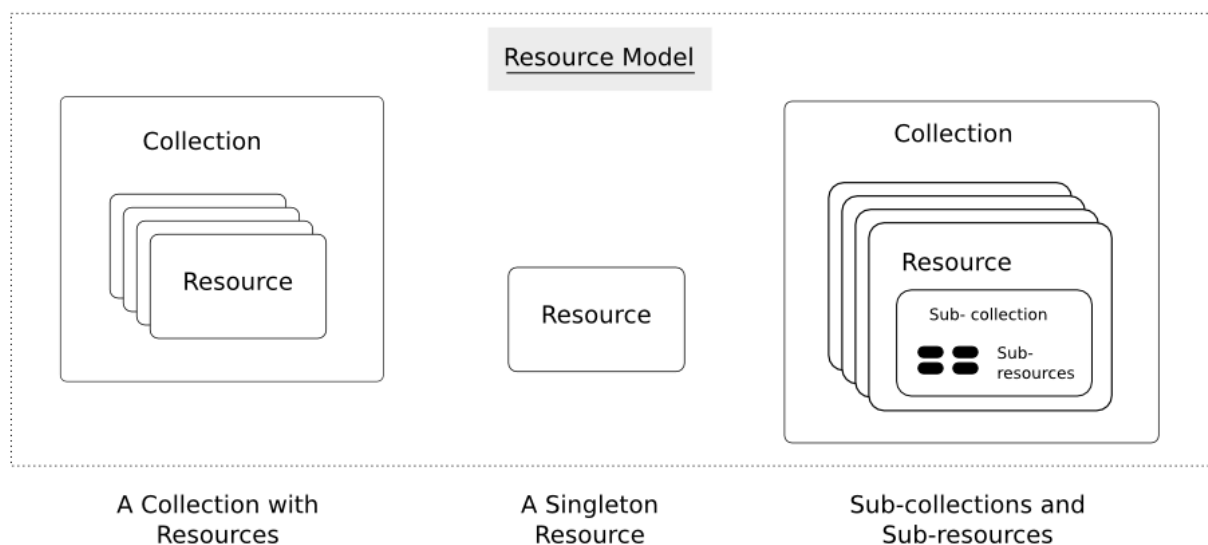 Resource Model
Collection
Resource
Resource
Collection
Resource
Sub- collection
Sub-
resources
A Collection with
Resources
A Singleton
Resource
Sub-collections and
Sub-resources